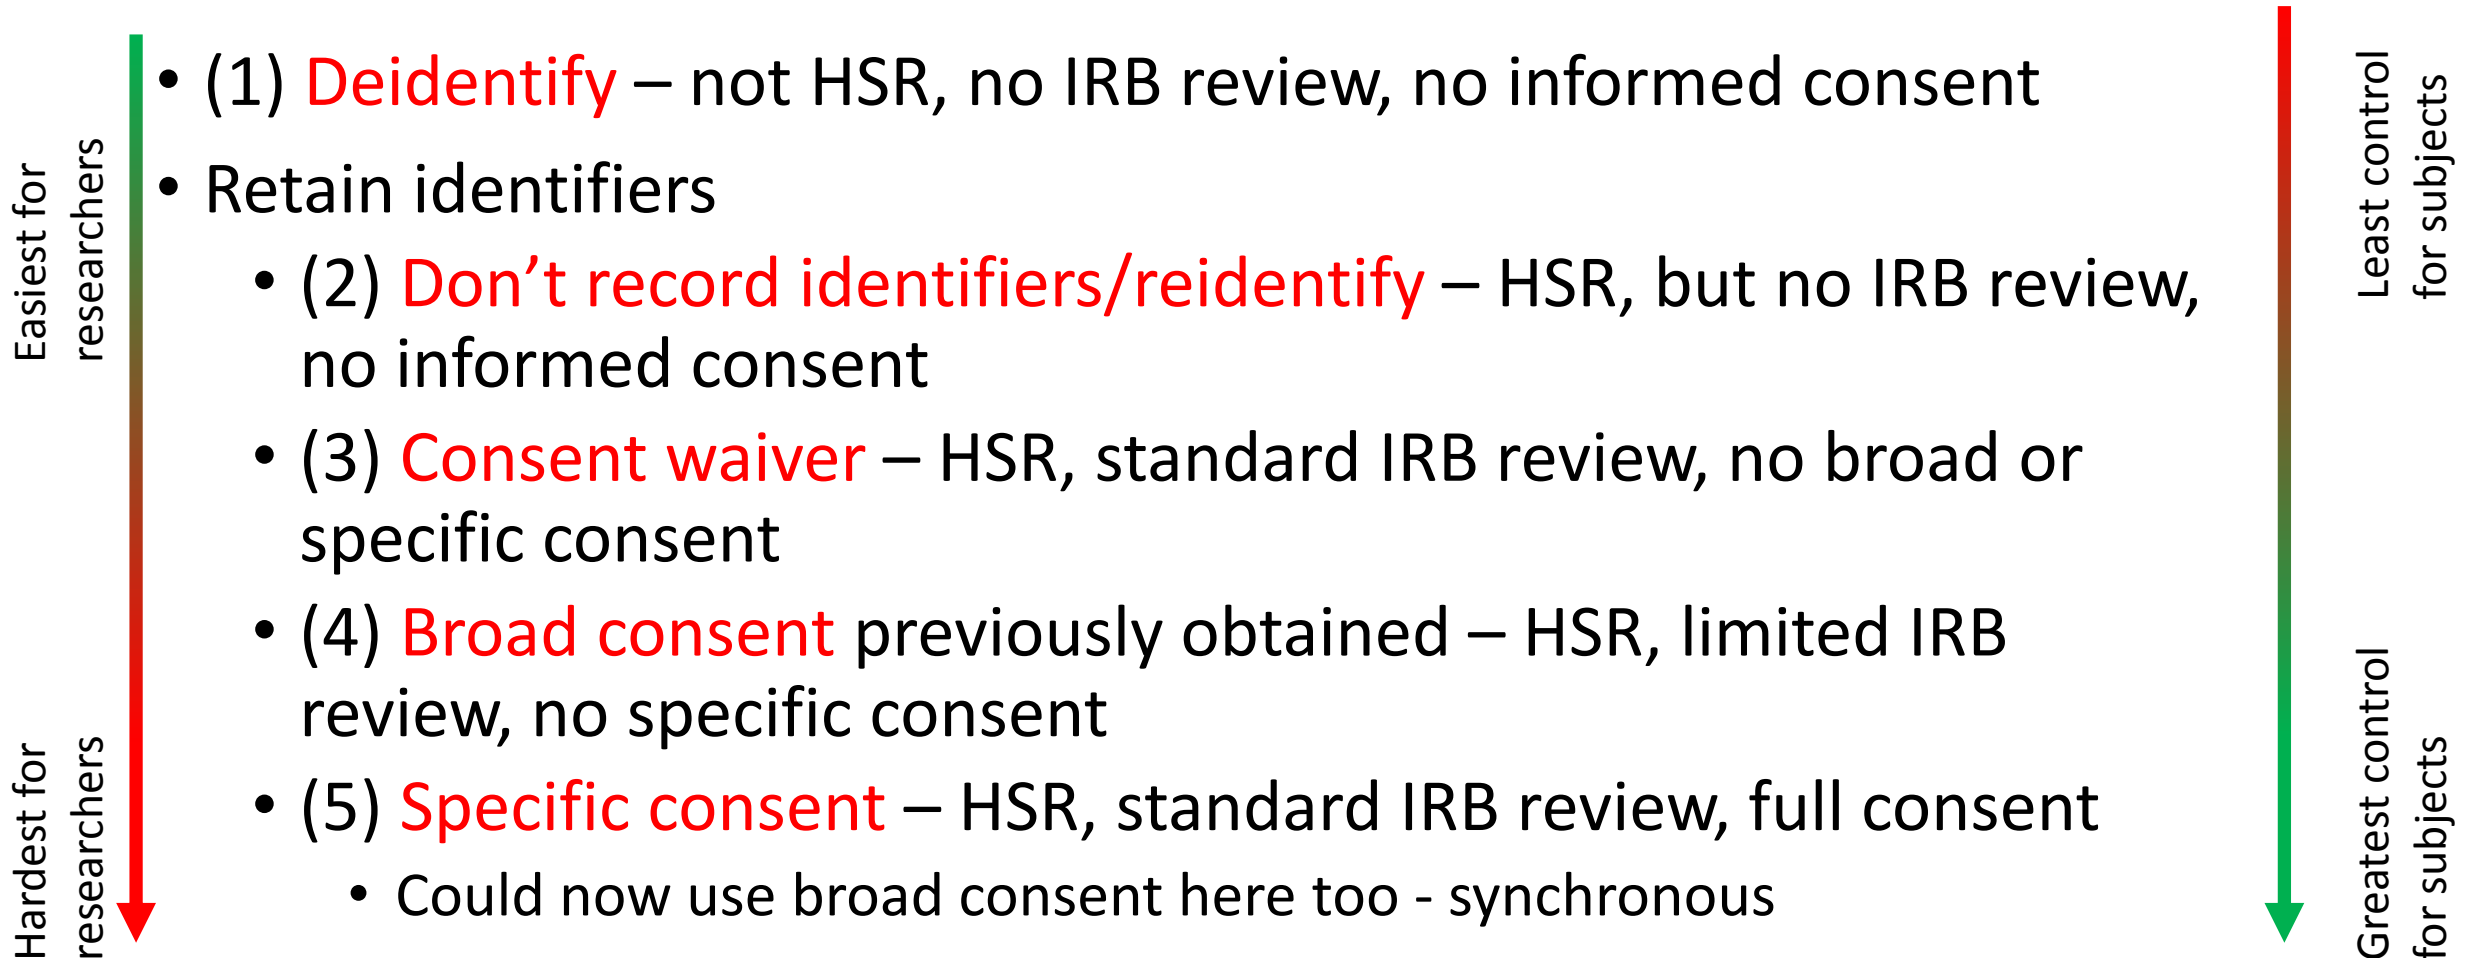 Easiest for
researchers
Hardest for
researchers
• (1) Deidentify – not HSR, no IRB review, no informed consent
• Retain identifiers
• (2) Don’t record identifiers/reidentify – HSR, but no IRB review,
no informed consent
• (3) Consent waiver – HSR, standard IRB review, no broad or
specific consent
• (4) Broad consent previously obtained – HSR, limited IRB
review, no specific consent
• (5) Specific consent – HSR, standard IRB review, full consent
• Could now use broad consent here too - synchronous
Least control
for subjects
Greatest control
for subjects